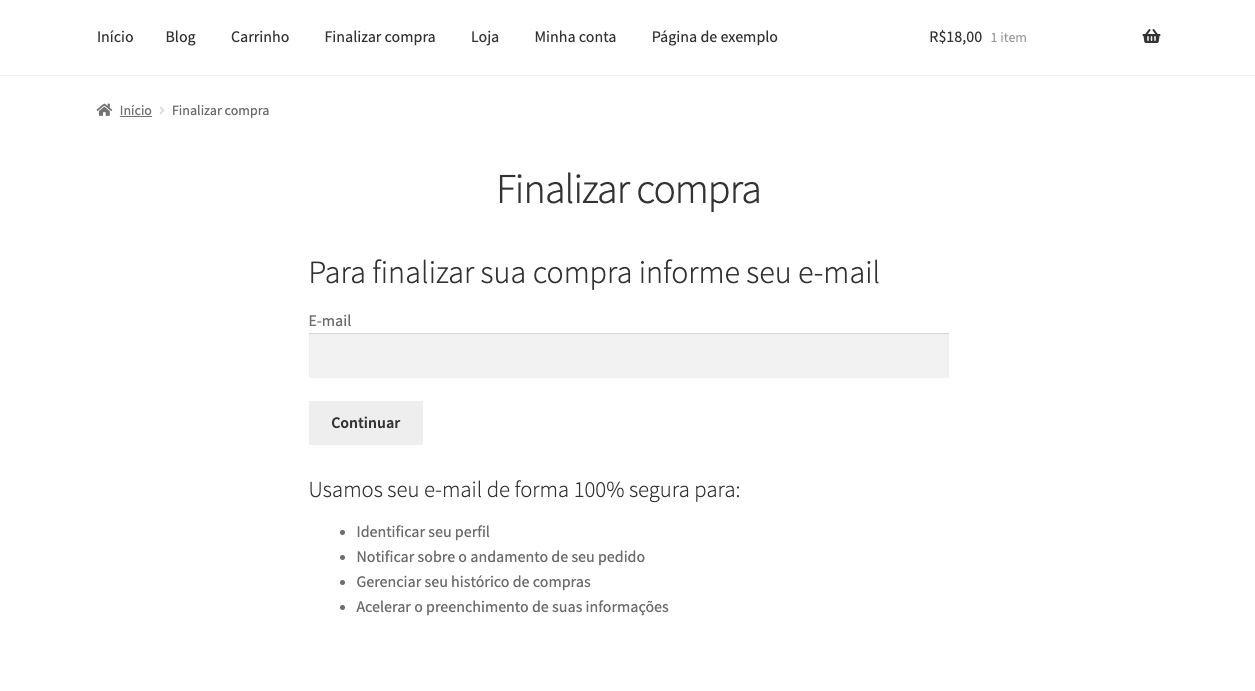 Início Blog Carrinho Finalizar compra Loja Minha conta Página de exemplo R$18,00 1 item
Início Finalizar compra
Finalizar compra
Para finalizar sua compra informe seu e-mail
E-mail
Continuar
Usamos seu e-mail de forma 100% segura para:
• Identificar seu perfil
• Notificar sobre o andamento de seu pedido
• Gerenciar seu histórico de compras
• Acelerar o preenchimento de suas informações